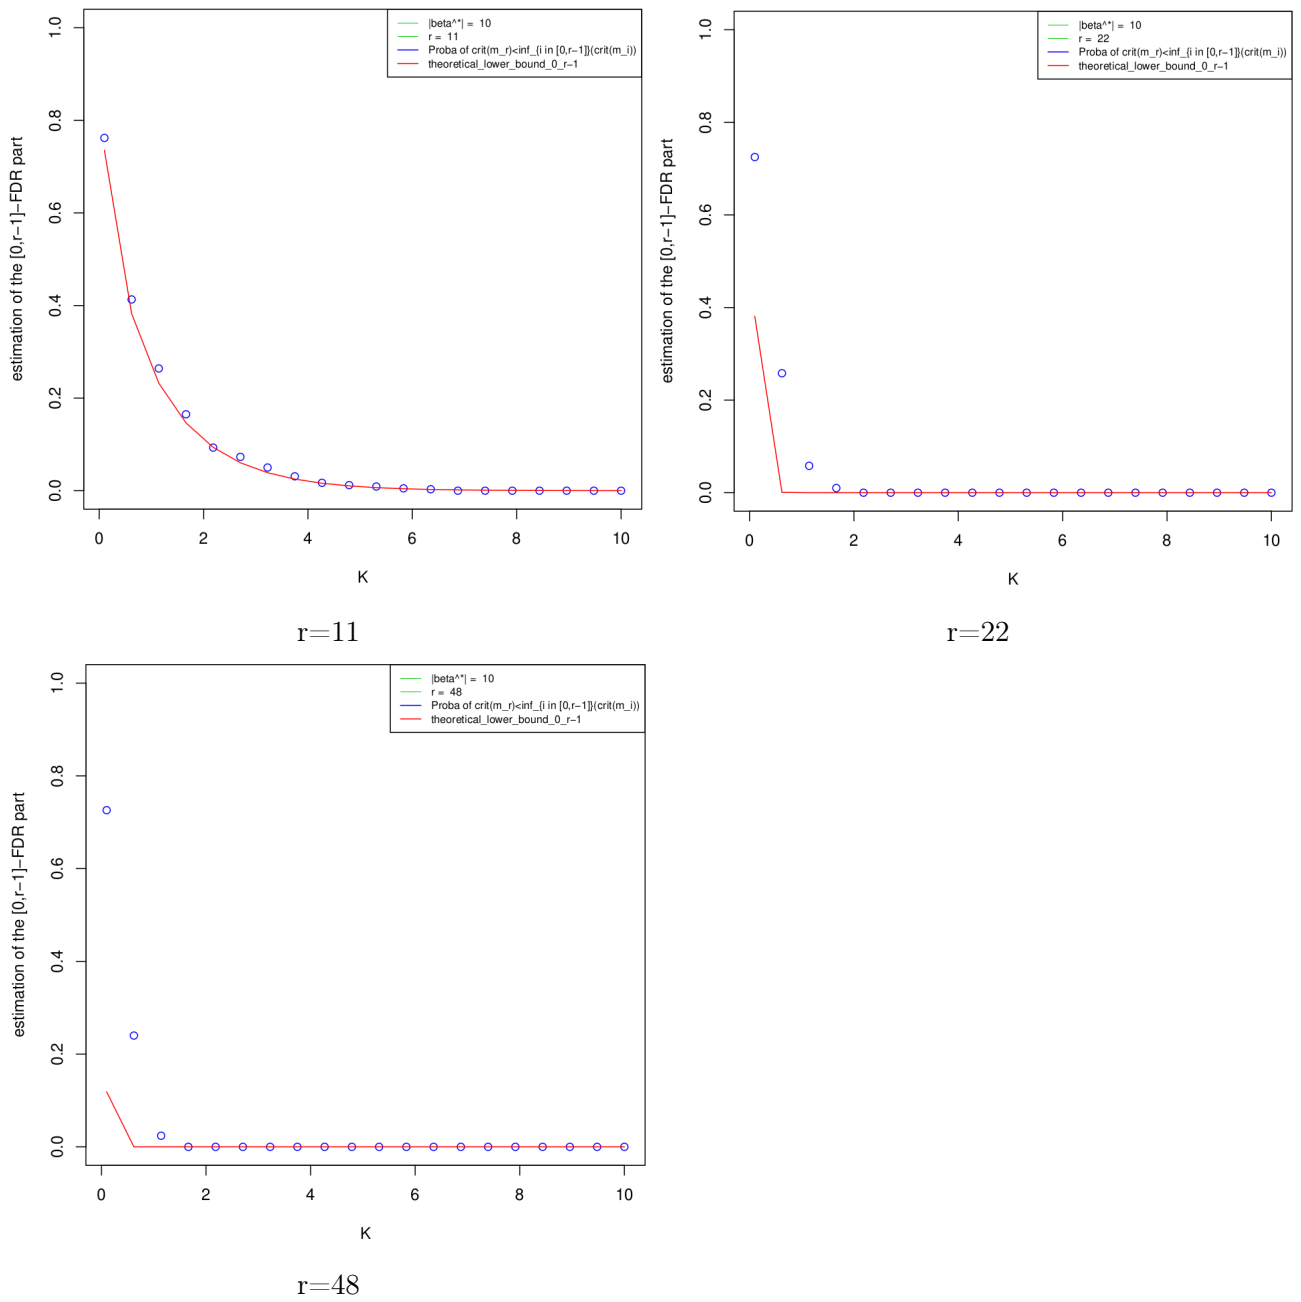 |beta^*| = 10
r = 11
Proba of crit(m_r)<inf_{i in [0,r−1]}(crit(m_i))
theoretical_lower_bound_0_r−1
estimation of the [0,r−1]−FDR part
0.0 0.2 0.4 0.6 0.8 1.0
0 2 4 6 8 10
K
r=11
|beta^*| = 10
r = 22
Proba of crit(m_r)<inf_{i in [0,r−1]}(crit(m_i))
theoretical_lower_bound_0_r−1
estimation of the [0,r−1]−FDR part
0.0 0.2 0.4 0.6 0.8 1.0
0 2 4 6 8 10
K
r=22
|beta^*| = 10
r = 48
Proba of crit(m_r)<inf_{i in [0,r−1]}(crit(m_i))
theoretical_lower_bound_0_r−1
estimation of the [0,r−1]−FDR part
0.0 0.2 0.4 0.6 0.8 1.0
0 2 4 6 8 10
K
r=48